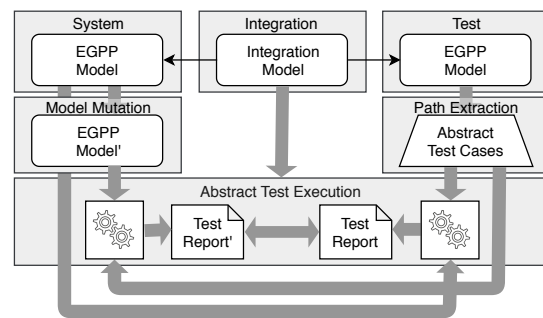 System
Integration
Test
EGPP
Model
Integration
Model
EGPP
Model
Model Mutation
Path Extraction
EGPP
Model'
Abstract
Test Cases
Abstract Test Execution
Test
Report'
Test
Report